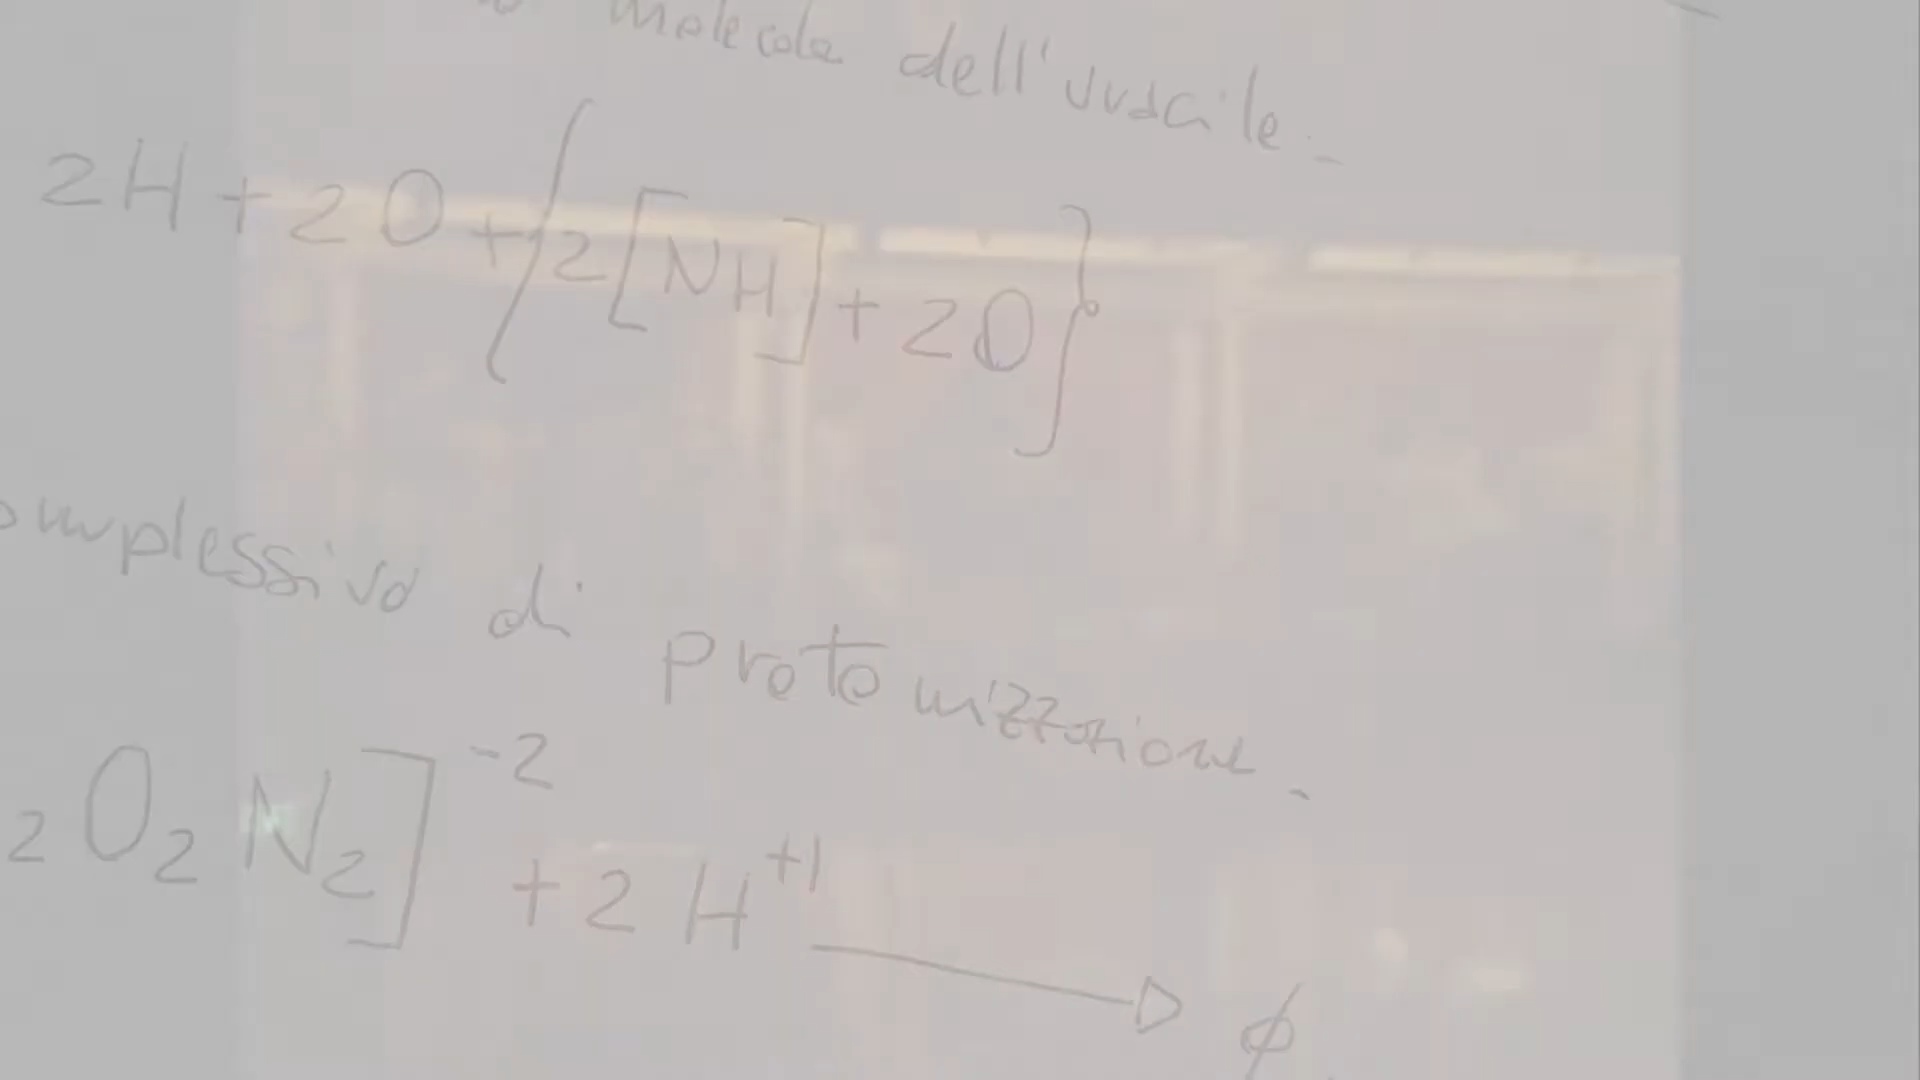 molecola dell'uracile.
2H + 2O + {2[NH] + 2O}
omplessivo di protonizzazione.
2O2N2]^-2 + 2H^+1 → ϕ